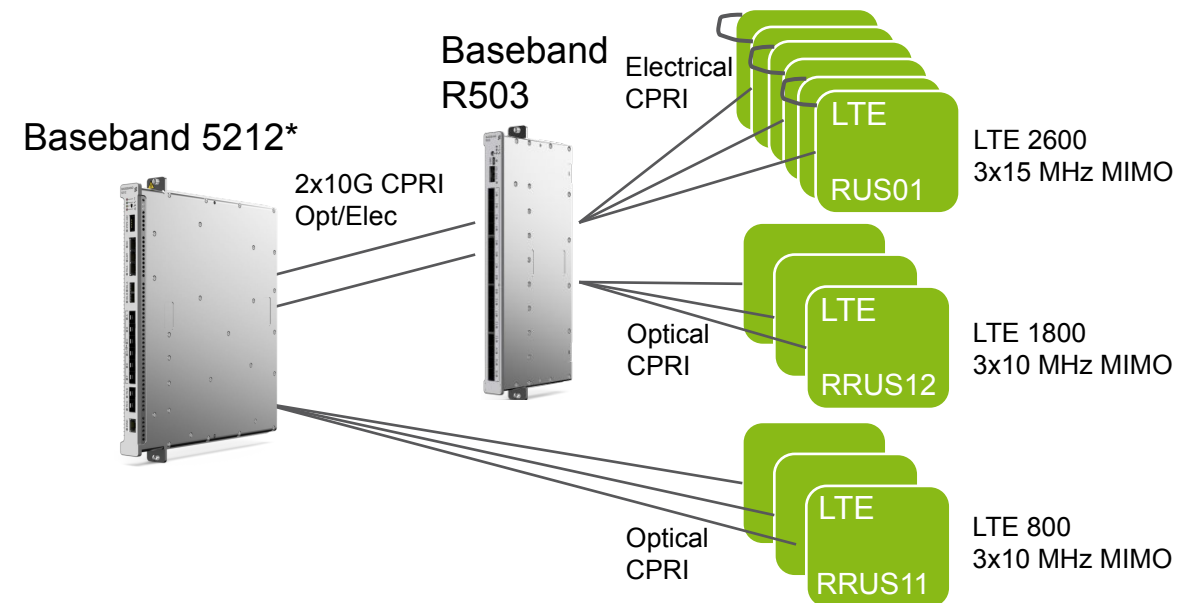 Baseband 5212*
2x10G CPRI
Opt/Elec
Baseband
R503
Electrical
CPRI
LTE
RUS01
LTE 2600
3x15 MHz MIMO
Optical
CPRI
LTE
RRUS12
LTE 1800
3x10 MHz MIMO
Optical
CPRI
LTE
RRUS11
LTE 800
3x10 MHz MIMO